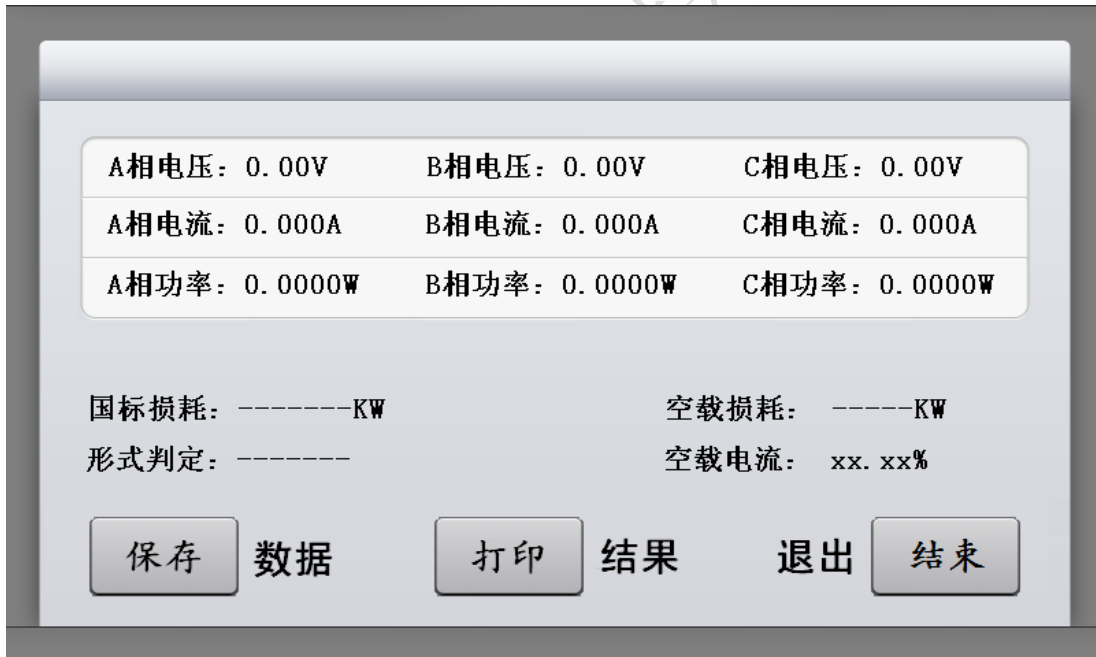 A相电压：0.00V B相电压：0.00V C相电压：0.00V
A相电流：0.000A B相电流：0.000A C相电流：0.000A
A相功率：0.0000W B相功率：0.0000W C相功率：0.0000W
国标损耗：-------KW 空载损耗： -----KW
形式判定：------- 空载电流： xx.xx%
保存 数据 打印 结果 退出 结束